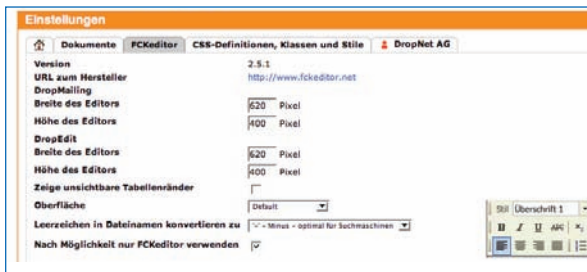 Einstellungen
Dokumente FCKeditor CSS-Definitionen, Klassen und Stile DropNet AG
Version 2.5.1
URL zum Hersteller http://www.fckeditor.net
DropMailing
Breite des Editors 620 Pixel
Höhe des Editors 400 Pixel
DropEdit
Breite des Editors 620 Pixel
Höhe des Editors 400 Pixel
Zeige unsichtbare Tabellenränder
Oberfläche Default
Leerzeichen in Dateinamen konvertieren zu "-" - Minus - optimal für Suchmaschinen
Nach Möglichkeit nur FCKeditor verwenden
Stil Überschrift 1
B I U ABC x₂